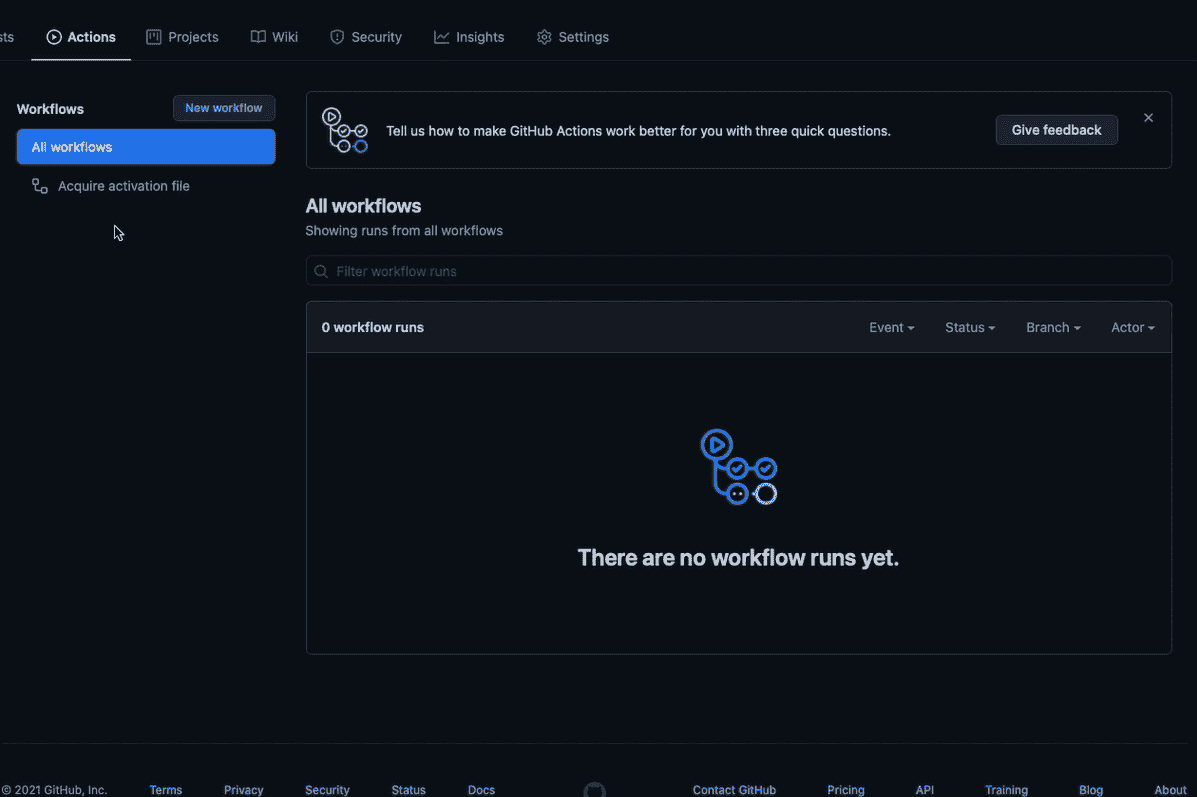 sts Actions Projects Wiki Security Insights Settings
Workflows New workflow
All workflows
Acquire activation file
Tell us how to make GitHub Actions work better for you with three quick questions. Give feedback
All workflows
Showing runs from all workflows
Filter workflow runs
0 workflow runs Event Status Branch Actor
There are no workflow runs yet.
© 2021 GitHub, Inc. Terms Privacy Security Status Docs Contact GitHub Pricing API Training Blog About